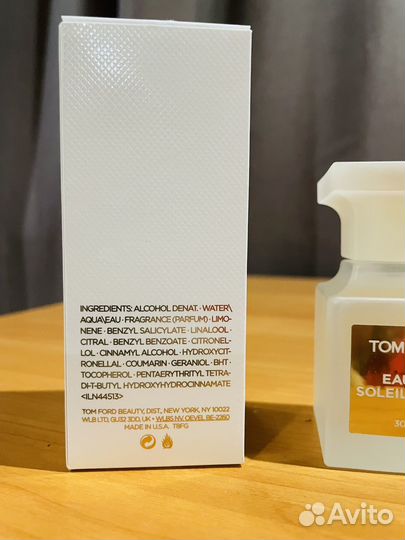 INGREDIENTS: ALCOHOL DENAT. · WATER\
AQUA\EAU · FRAGRANCE (PARFUM) · LIMO-
NENE · BENZYL SALICYLATE · LINALOOL ·
CITRAL · BENZYL BENZOATE · CITRONEL-
LOL · CINNAMYL ALCOHOL · HYDROXYCIT-
RONELLAL · COUMARIN · GERANIOL · BHT ·
TOCOPHEROL · PENTAERYTHRITYL TETRA-
DI-T-BUTYL HYDROXYHYDROCINNAMATE
<ILN44513>
TOM FORD BEAUTY, DIST, NEW YORK, NY 10022
WLB LTD, GU32 3DD, UK • WLBS NV, OEVEL BE-2260
MADE IN U.S.A. TBFG
TOM
EAU
SOLEIL
30
Avito